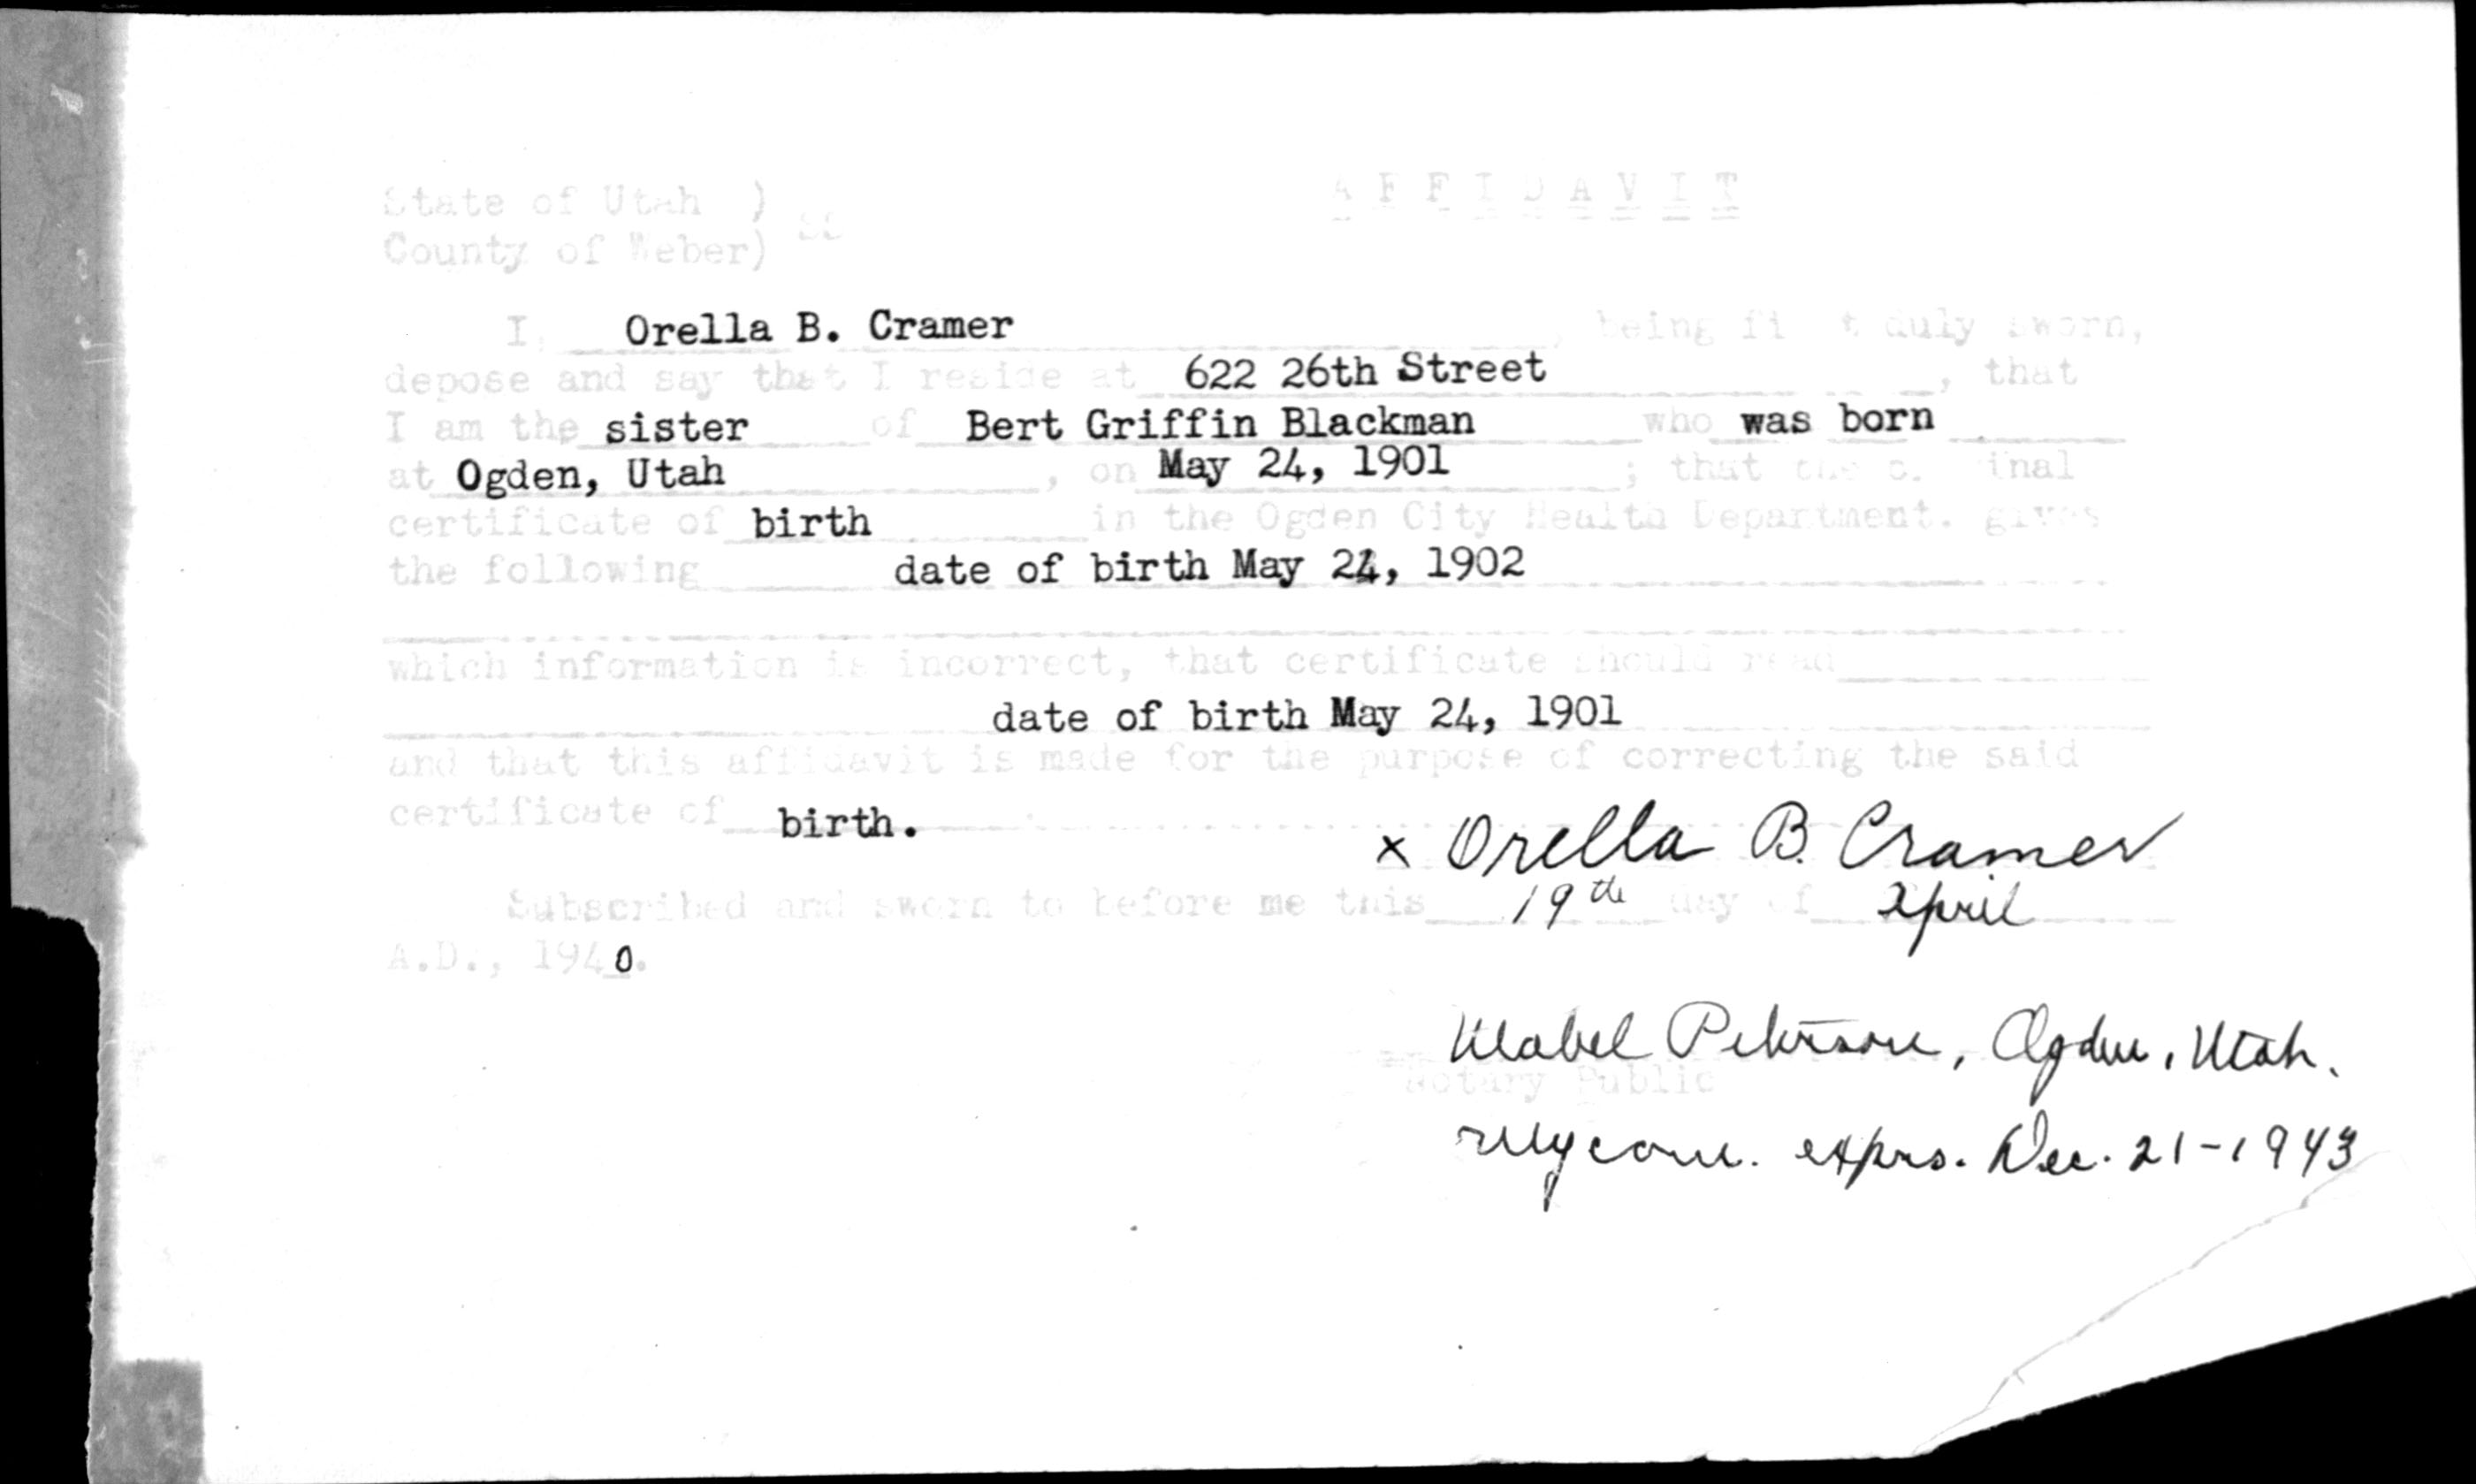 State of Utah ) SS AFFIDAVIT
County of Weber)
I, Orella B. Cramer, being duly sworn,
depose and say that I reside at 622 26th Street, that
I am the sister of Bert Griffin Blackman who was born
at Ogden, Utah, on May 24, 1901; that the
certificate of birth in the Ogden City Health Department. gives
the following date of birth May 24, 1902
which information is incorrect, that certificate should read
date of birth May 24, 1901
and that this affidavit is made for the purpose of correcting the said
certificate of birth.
x Orella B. Cramer
Subscribed and sworn to before me this 19th day of April
A.D., 1940.
Mabel Peterson, Ogden, Utah.
Notary Public
My com. exprs. Dec. 21-1943